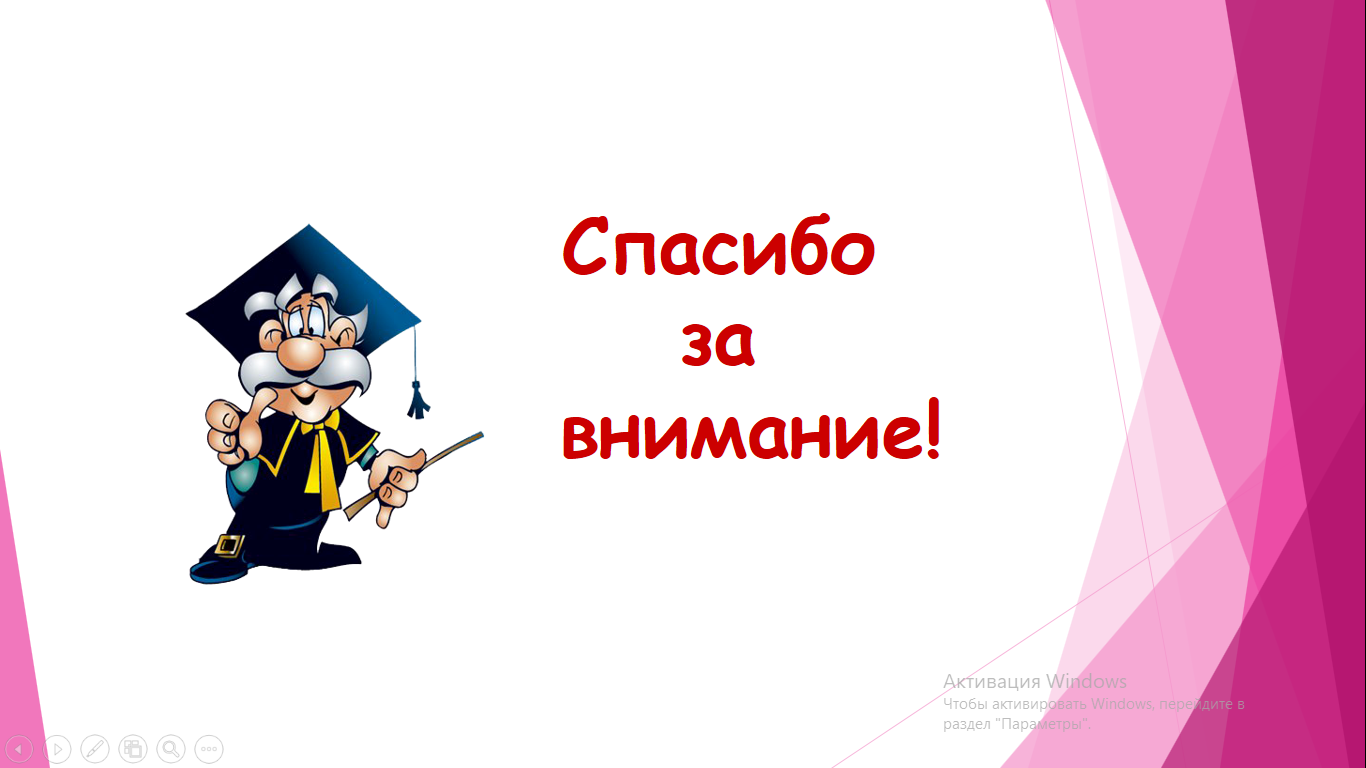 Спасибо
за
внимание!
Активация Windows
Чтобы активировать Windows, перейдите в
раздел "Параметры".